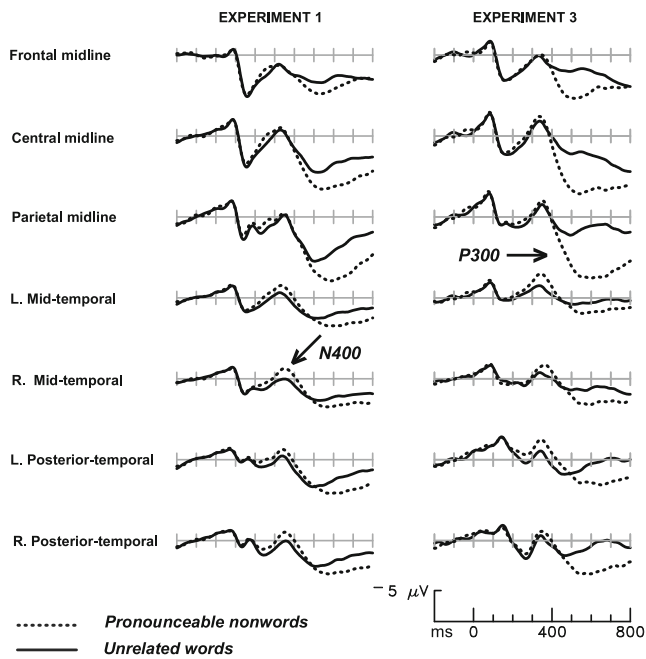 EXPERIMENT 1 EXPERIMENT 3
Frontal midline
Central midline
Parietal midline
P300
L. Mid-temporal
N400
R. Mid-temporal
L. Posterior-temporal
R. Posterior-temporal
– 5 μV
Pronounceable nonwords
ms 0 400 800
Unrelated words